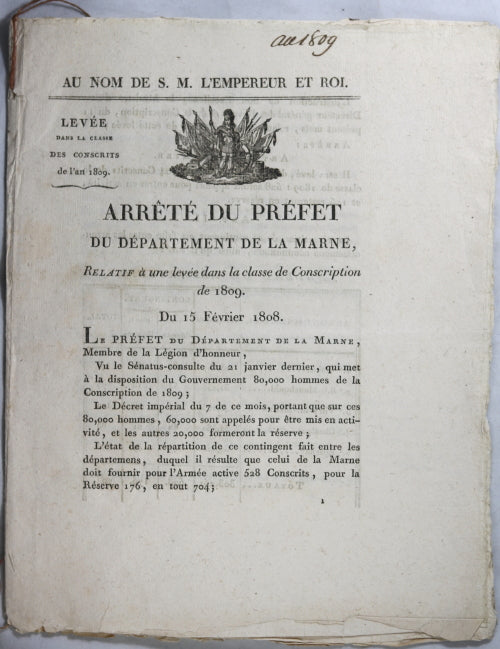 an 1809
AU NOM DE S. M. L'EMPEREUR ET ROI.
LEVÉE
DANS LA CLASSE
DES CONSCRITS
de l'an 1809.
ARRÊTÉ DU PRÉFET
DU DÉPARTEMENT DE LA MARNE,
RELATIF à une levée dans la classe de Conscription
de 1809.
Du 15 Février 1808.
LE PRÉFET DU DÉPARTEMENT DE LA MARNE,
Membre de la Légion d'honneur,
Vu le Sénatus-consulte du 21 janvier dernier, qui met
à la disposition du Gouvernement 80,000 hommes de la
Conscription de 1809;
Le Décret impérial du 7 de ce mois, portant que sur ces
80,000 hommes, 60,000 sont appelés pour être mis en acti-
vité, et les autres 20,000 formeront la réserve;
L'état de la répartition de ce contingent fait entre les
départemens, duquel il résulte que celui de la Marne
doit fournir pour l'Armée active 528 Conscrits, pour la
Réserve 176, en tout 704;
1